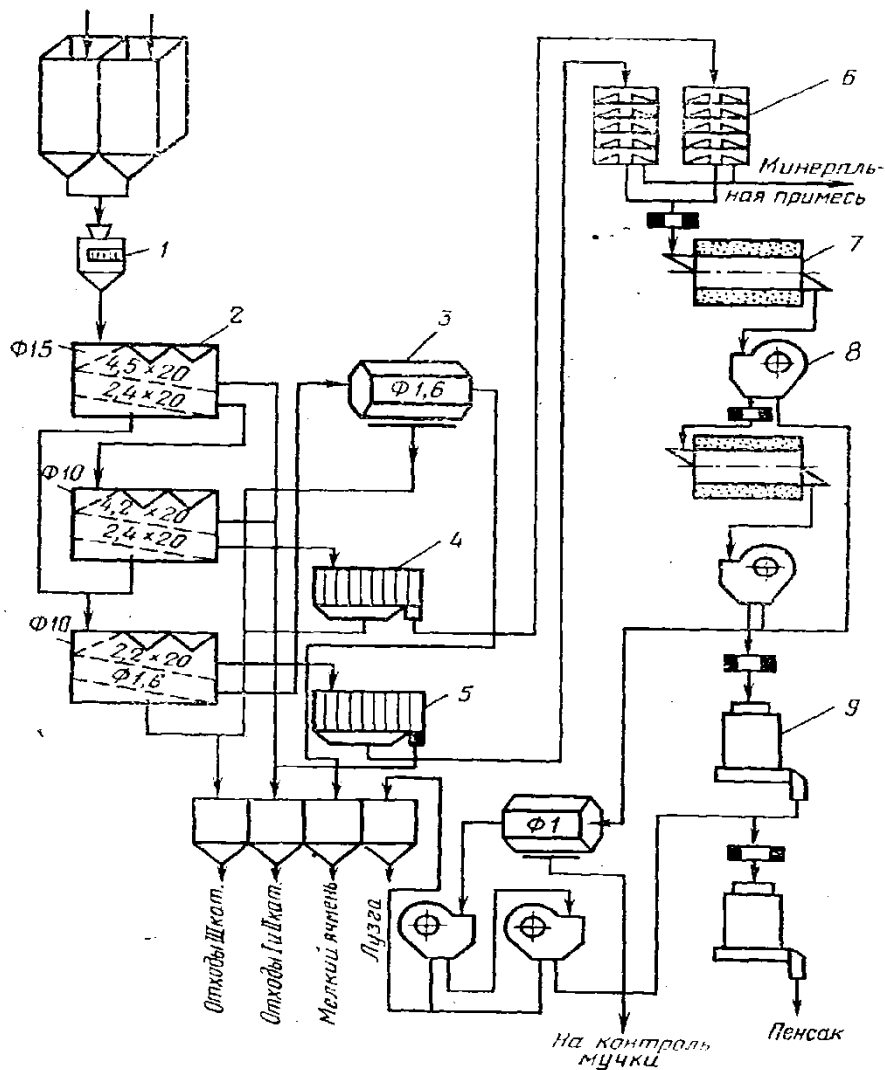 1
2
Ф15
4,5×20
2,4×20
3
Ф1,6
Ф10
4,2×20
2,4×20
4
Ф10
2,2×20
Ф1,6
5
6
Минераль-
ная примесь
7
8
9
Ф1
Отходы III кат.
Отходы I и II кат.
Мелкий ячмень
Лузга
На контроль
мучки
Пенсак